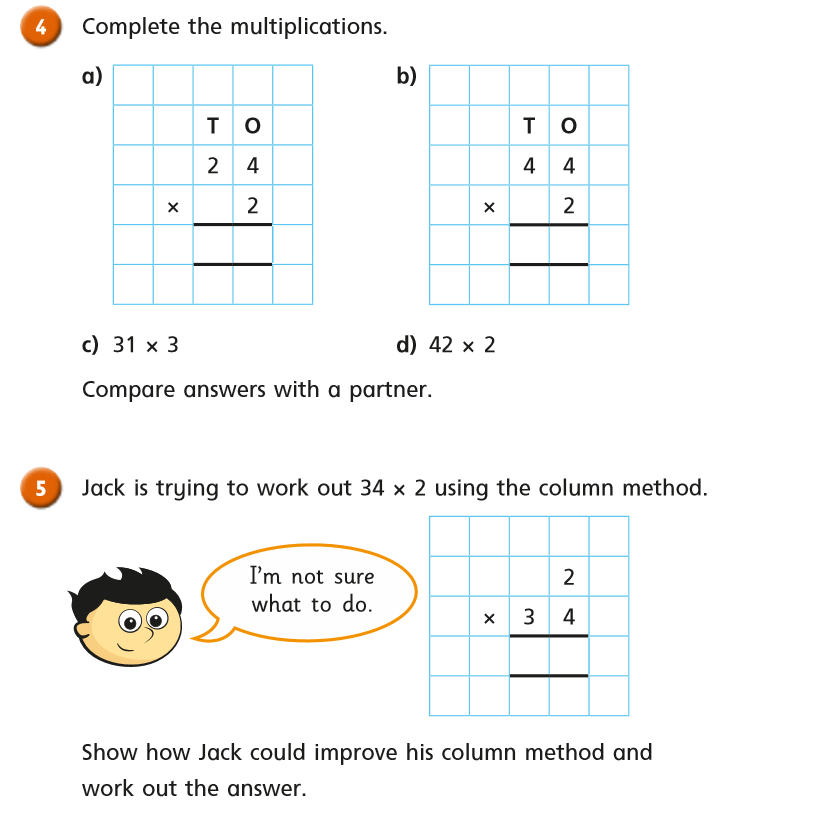 4 Complete the multiplications.
a) b)
T O T O
2 4 4 4
× 2 × 2
c) 31 × 3 d) 42 × 2
Compare answers with a partner.
5 Jack is trying to work out 34 × 2 using the column method.
I'm not sure
what to do.
2
× 3 4
Show how Jack could improve his column method and
work out the answer.